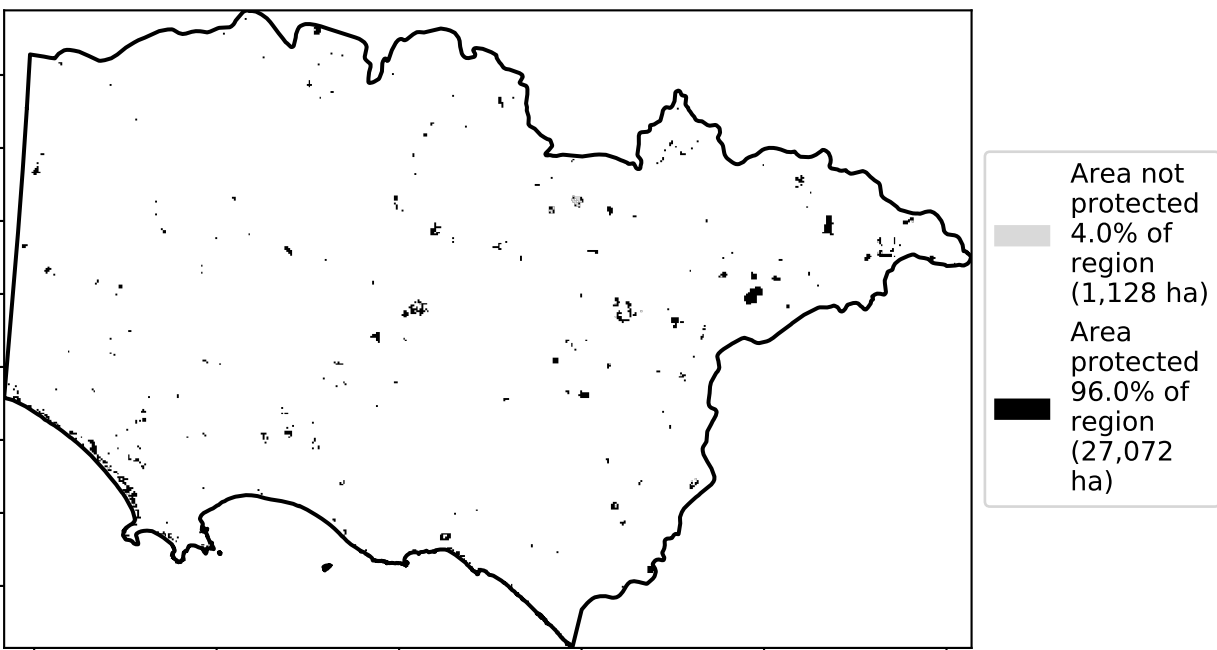 Area not
protected
4.0% of
region
(1,128 ha)
Area
protected
96.0% of
region
(27,072
ha)